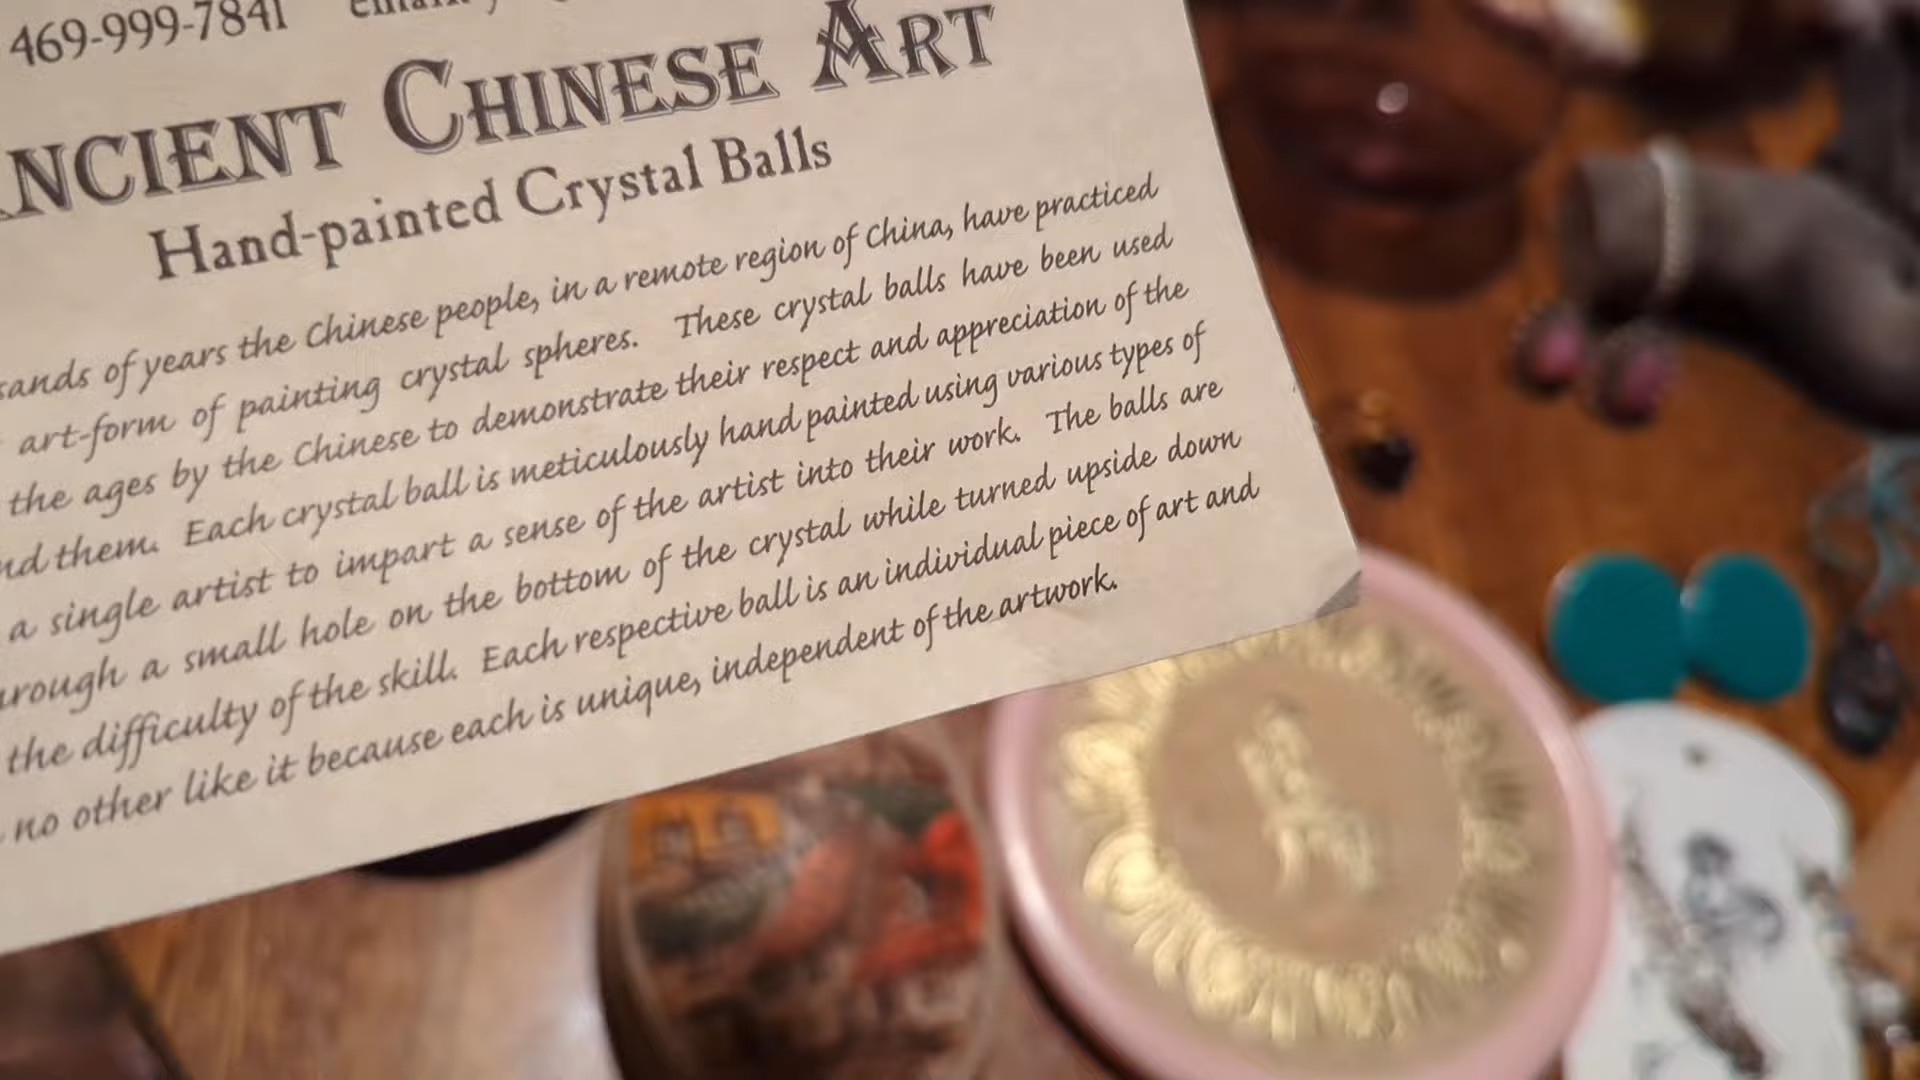 469-999-7841
ANCIENT CHINESE ART
Hand-painted Crystal Balls
sands of years the Chinese people, in a remote region of China, have practiced
art-form of painting crystal spheres. These crystal balls have been used
the ages by the Chinese to demonstrate their respect and appreciation of the
nd them. Each crystal ball is meticulously hand painted using various types of
a single artist to impart a sense of the artist into their work. The balls are
rough a small hole on the bottom of the crystal while turned upside down
the difficulty of the skill. Each respective ball is an individual piece of art and
no other like it because each is unique, independent of the artwork.